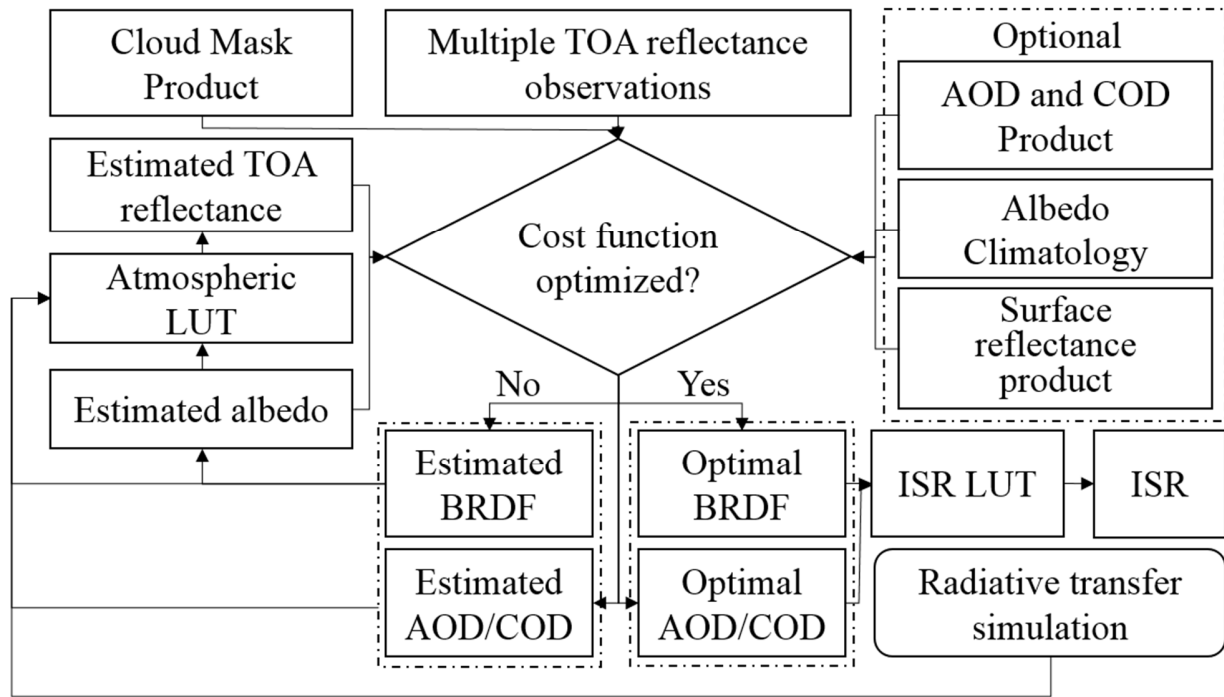 Cloud Mask
Product
Multiple TOA reflectance
observations
Optional
AOD and COD
Product
Albedo
Climatology
Surface
reflectance
product
Estimated TOA
reflectance
Atmospheric
LUT
Estimated albedo
Cost function
optimized?
No
Yes
Estimated
BRDF
Estimated
AOD/COD
Optimal
BRDF
Optimal
AOD/COD
ISR LUT
ISR
Radiative transfer
simulation